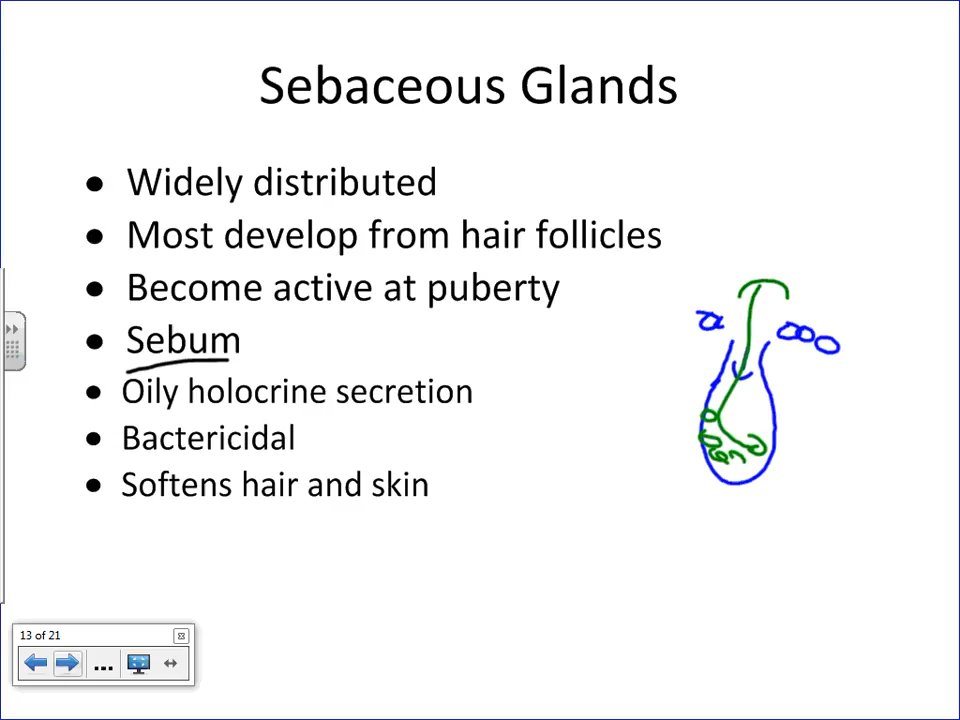 Sebaceous Glands
• Widely distributed
• Most develop from hair follicles
• Become active at puberty
• Sebum
• Oily holocrine secretion
• Bactericidal
• Softens hair and skin
13 of 21
...